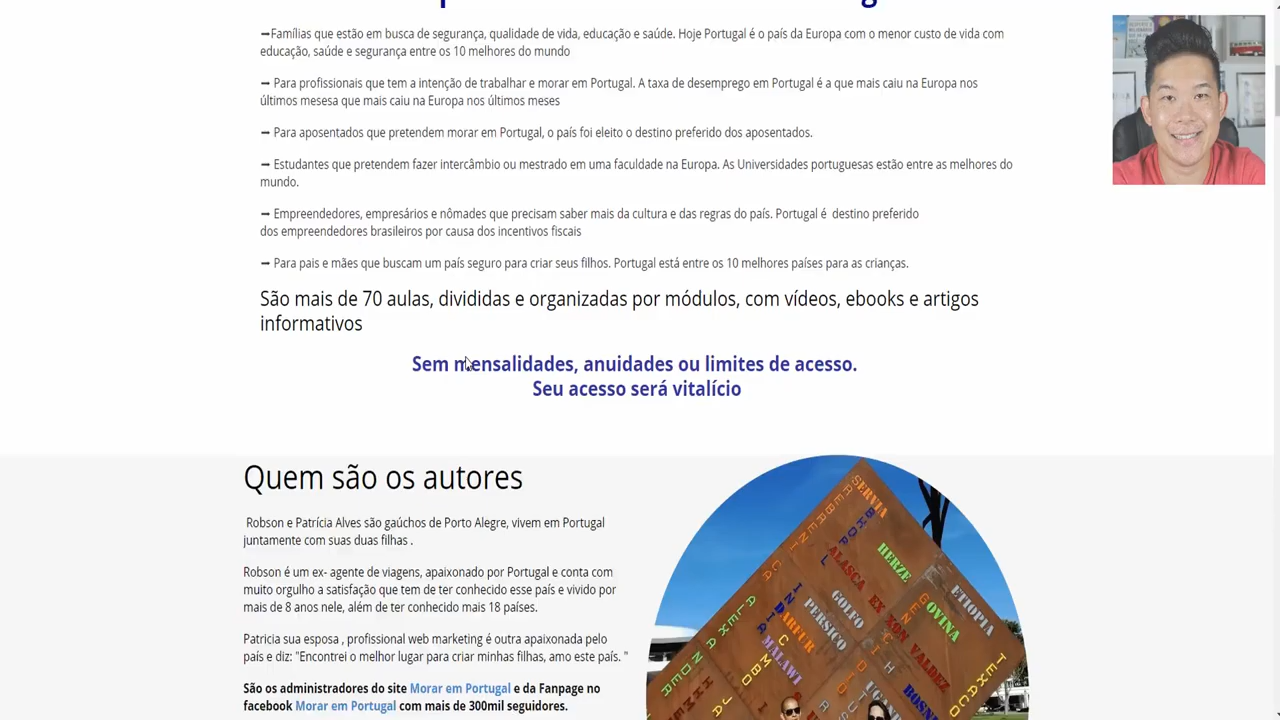 ➞Famílias que estão em busca de segurança, qualidade de vida, educação e saúde. Hoje Portugal é o país da Europa com o menor custo de vida com
educação, saúde e segurança entre os 10 melhores do mundo
➞ Para profissionais que tem a intenção de trabalhar e morar em Portugal. A taxa de desemprego em Portugal é a que mais caiu na Europa nos
últimos mesesa que mais caiu na Europa nos últimos meses
➞ Para aposentados que pretendem morar em Portugal, o país foi eleito o destino preferido dos aposentados.
➞ Estudantes que pretendem fazer intercâmbio ou mestrado em uma faculdade na Europa. As Universidades portuguesas estão entre as melhores do
mundo.
➞ Empreendedores, empresários e nômades que precisam saber mais da cultura e das regras do país. Portugal é destino preferido
dos empreendedores brasileiros por causa dos incentivos fiscais
➞ Para pais e mães que buscam um país seguro para criar seus filhos. Portugal está entre os 10 melhores países para as crianças.
São mais de 70 aulas, divididas e organizadas por módulos, com vídeos, ebooks e artigos
informativos
Sem mensalidades, anuidades ou limites de acesso.
Seu acesso será vitalício
Quem são os autores
Robson e Patrícia Alves são gaúchos de Porto Alegre, vivem em Portugal
juntamente com suas duas filhas .
Robson é um ex- agente de viagens, apaixonado por Portugal e conta com
muito orgulho a satisfação que tem de ter conhecido esse país e vivido por
mais de 8 anos nele, além de ter conhecido mais 18 países.
Patricia sua esposa , profissional web marketing é outra apaixonada pelo
país e diz: "Encontrei o melhor lugar para criar minhas filhas, amo este país. "
São os administradores do site Morar em Portugal e da Fanpage no
facebook Morar em Portugal com mais de 300mil seguidores.
SERVIA
BHOPAL
HERZE
GOVINA
ETHIOPIA
ALASCA EXXON VALDEZ
GOLFO
PERSICO
DARFUR
MALAWI
TEXACO